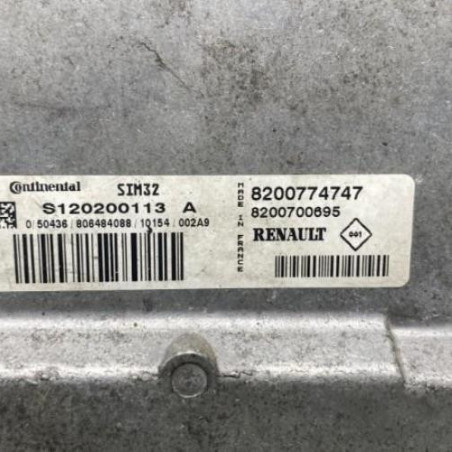 Continental SIM32
S120200113 A
0/50436/806484088/10154/002A9
MADE IN FRANCE
8200774747
8200700695
RENAULT 001